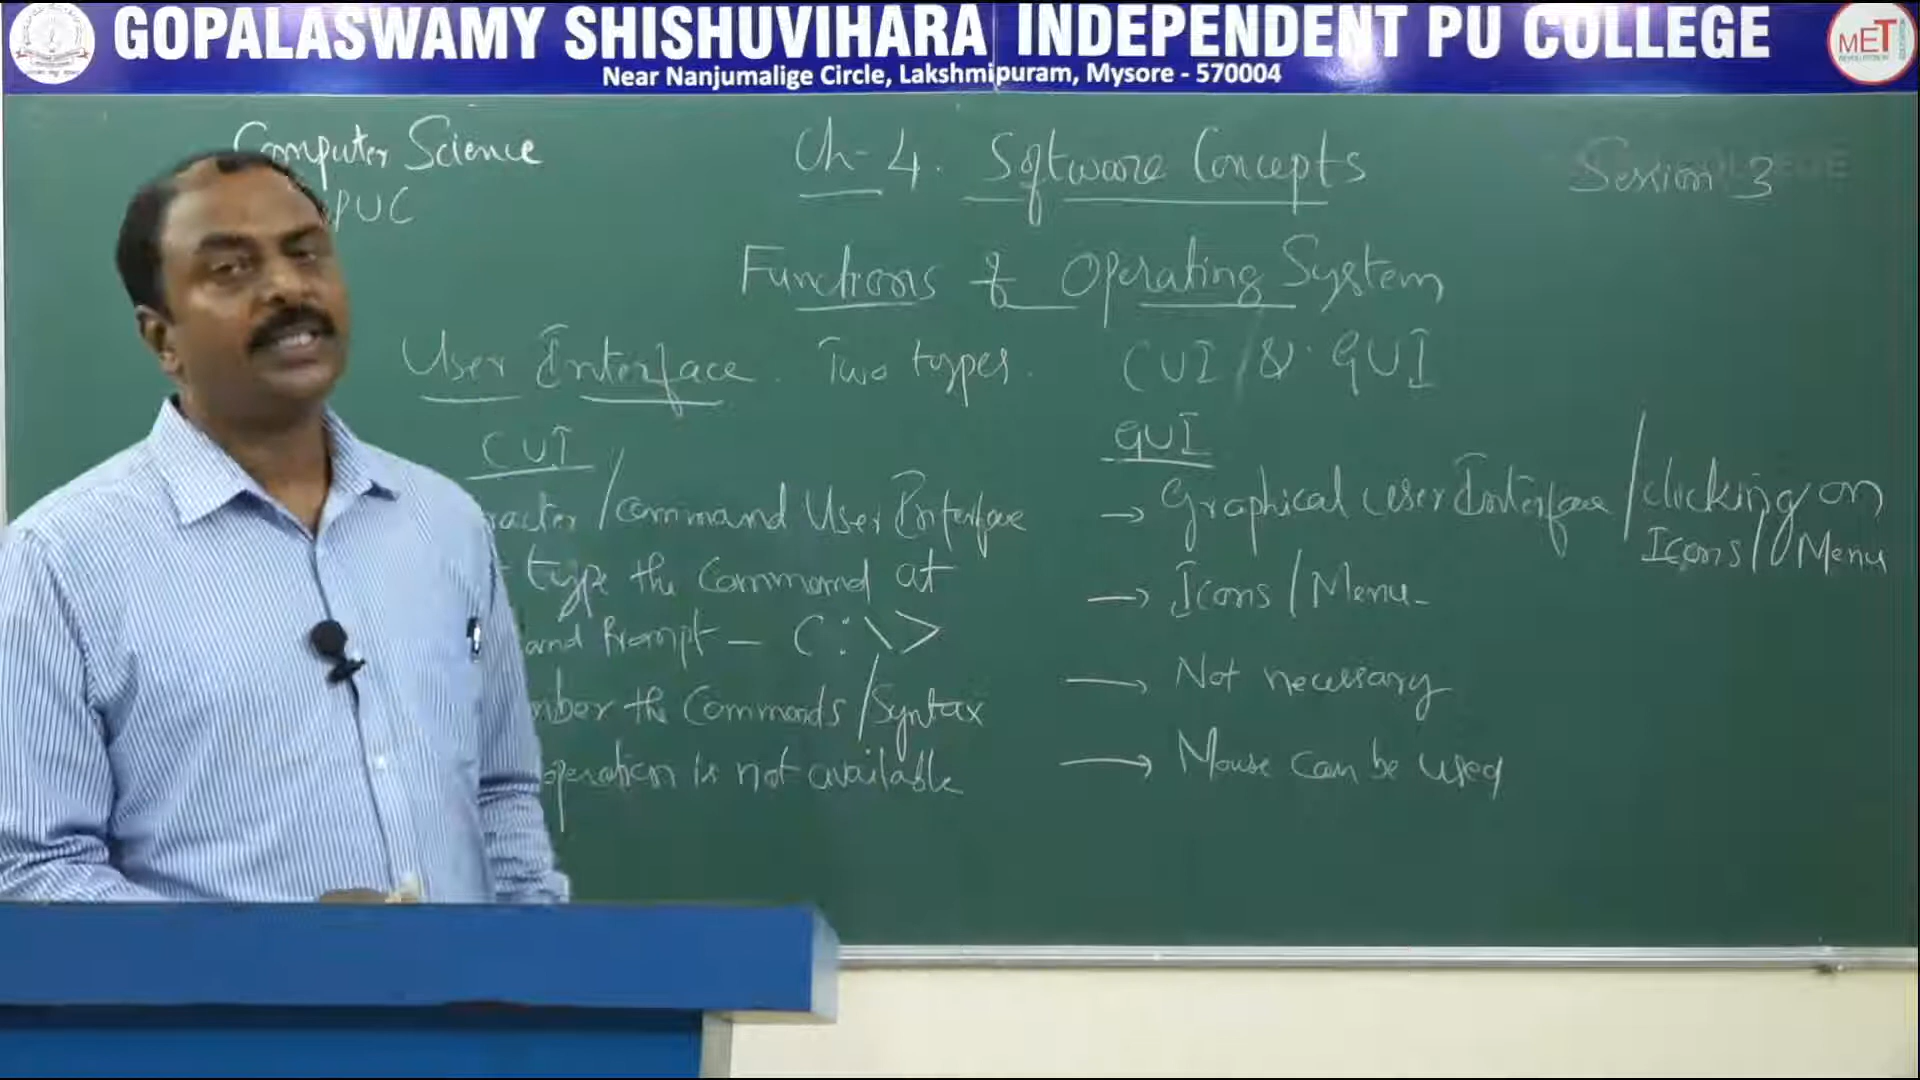 GOPALASWAMY SHISHUVIHARA INDEPENDENT PU COLLEGE
Near Nanjumalige Circle, Lakshmipuram, Mysore - 570004
MET
Computer Science
PUC
Ch-4. Software Concepts
Session 3
Functions of Operating System
User Interface. Two types. CUI / & GUI
CUI
racter / command User Interface
type the Command at
and Prompt - C:\>
mber the Commands / Syntax
operation is not available
GUI
→ Graphical User Interface / clicking on
Icons / Menu
→ Icons / Menu
→ Not necessary
→ Mouse can be used